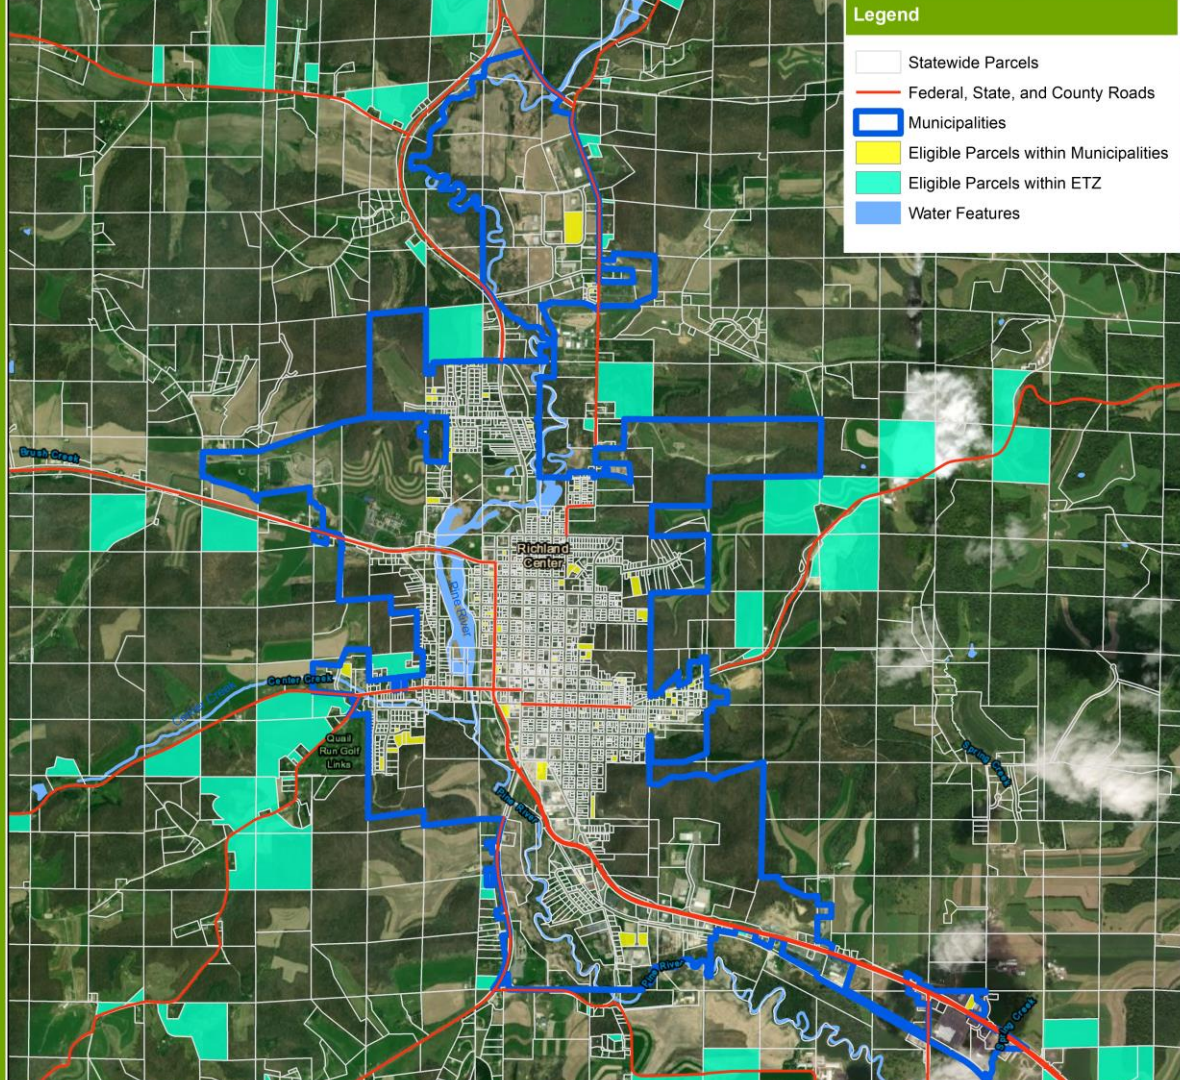 Legend
Statewide Parcels
Federal, State, and County Roads
Municipalities
Eligible Parcels within Municipalities
Eligible Parcels within ETZ
Water Features
Brush Creek
Richland
Center
Pine River
Center Creek
Center Creek
Quail
Run Golf
Links
Spring Creek
Pine River
Pine River
Spring Creek